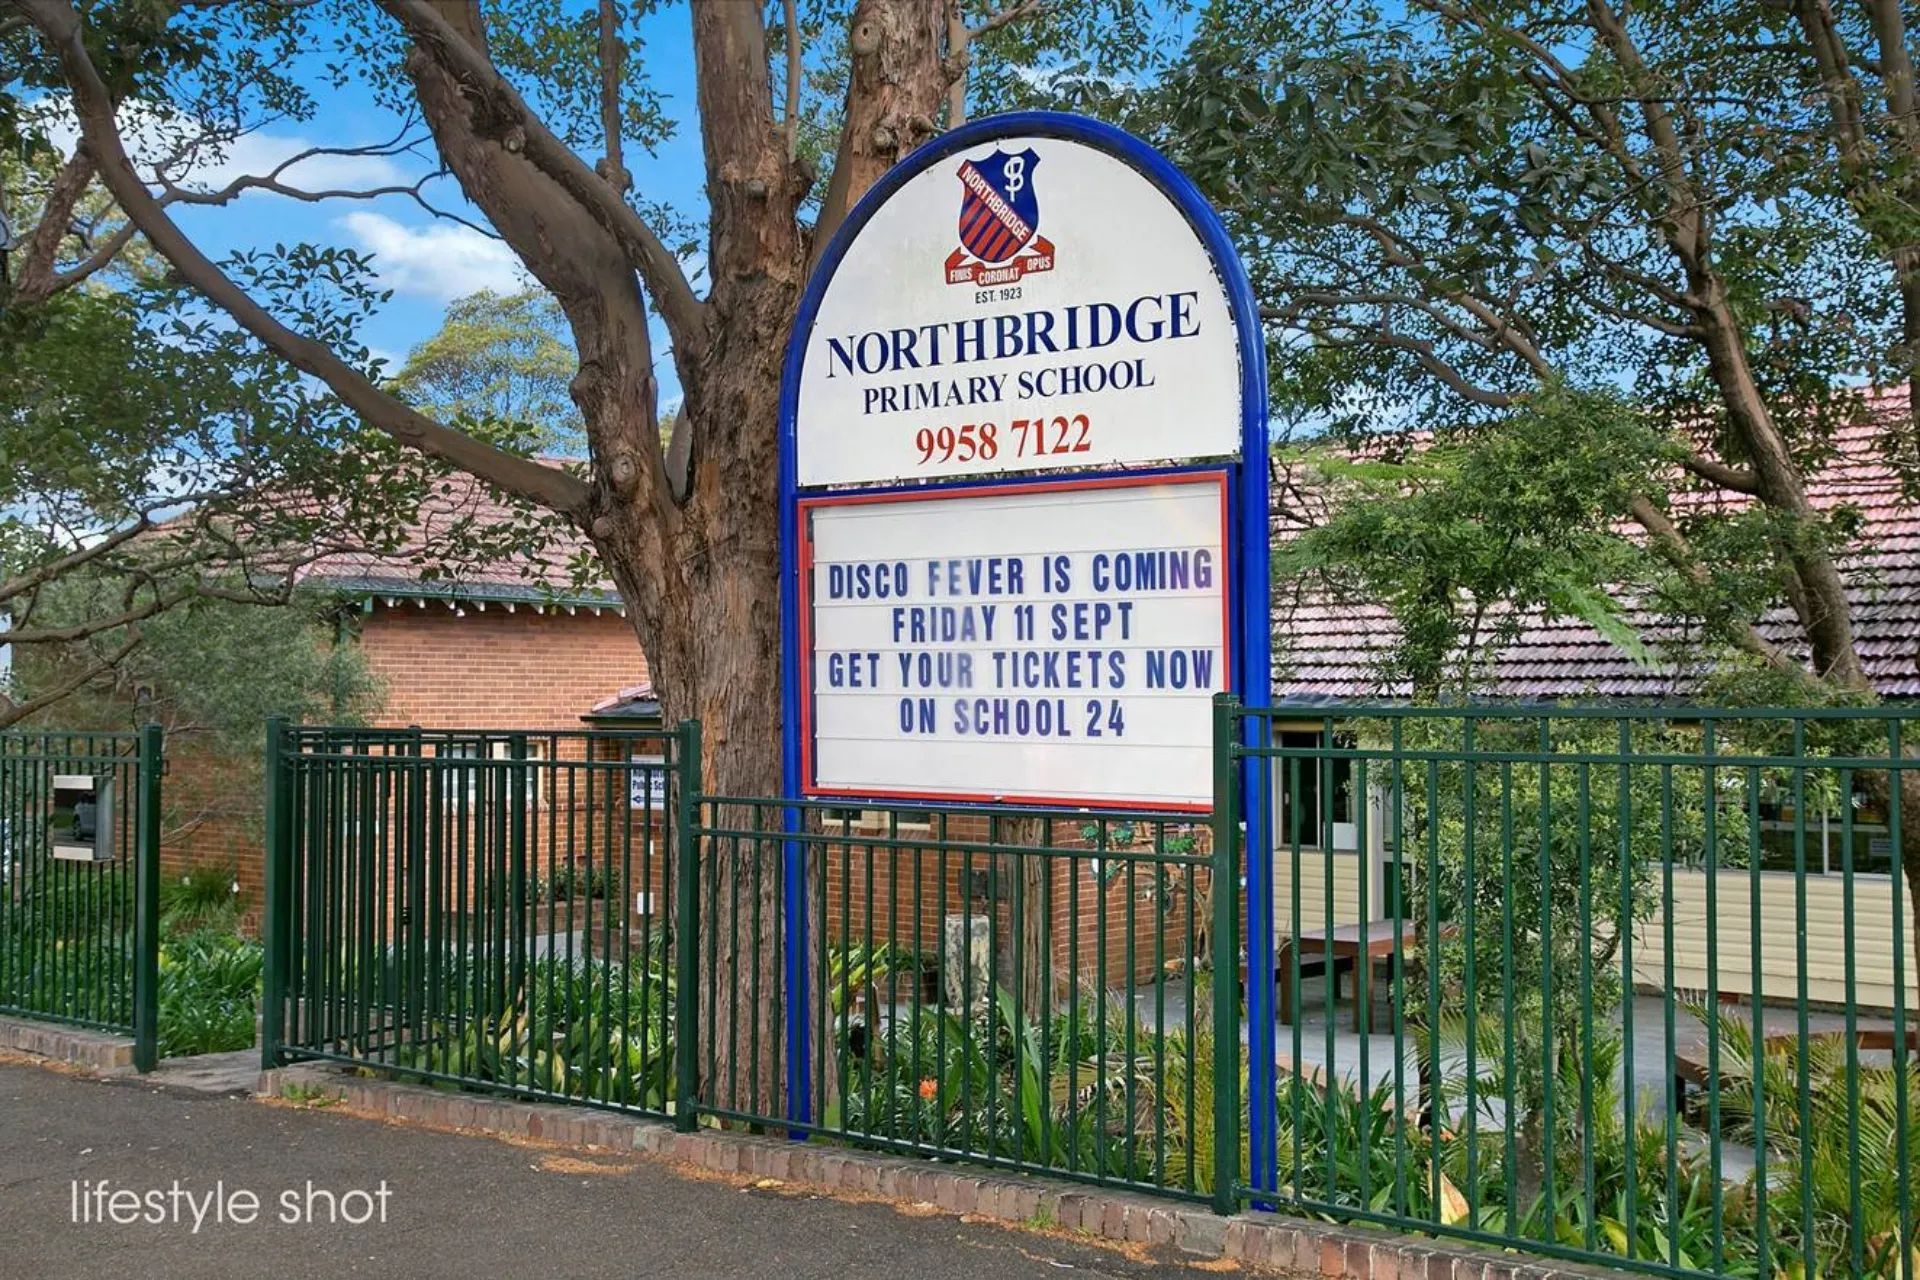 PS
NORTHBRIDGE
FINIS CORONAT OPUS
EST. 1923
NORTHBRIDGE
PRIMARY SCHOOL
9958 7122
DISCO FEVER IS COMING
FRIDAY 11 SEPT
GET YOUR TICKETS NOW
ON SCHOOL 24
lifestyle shot